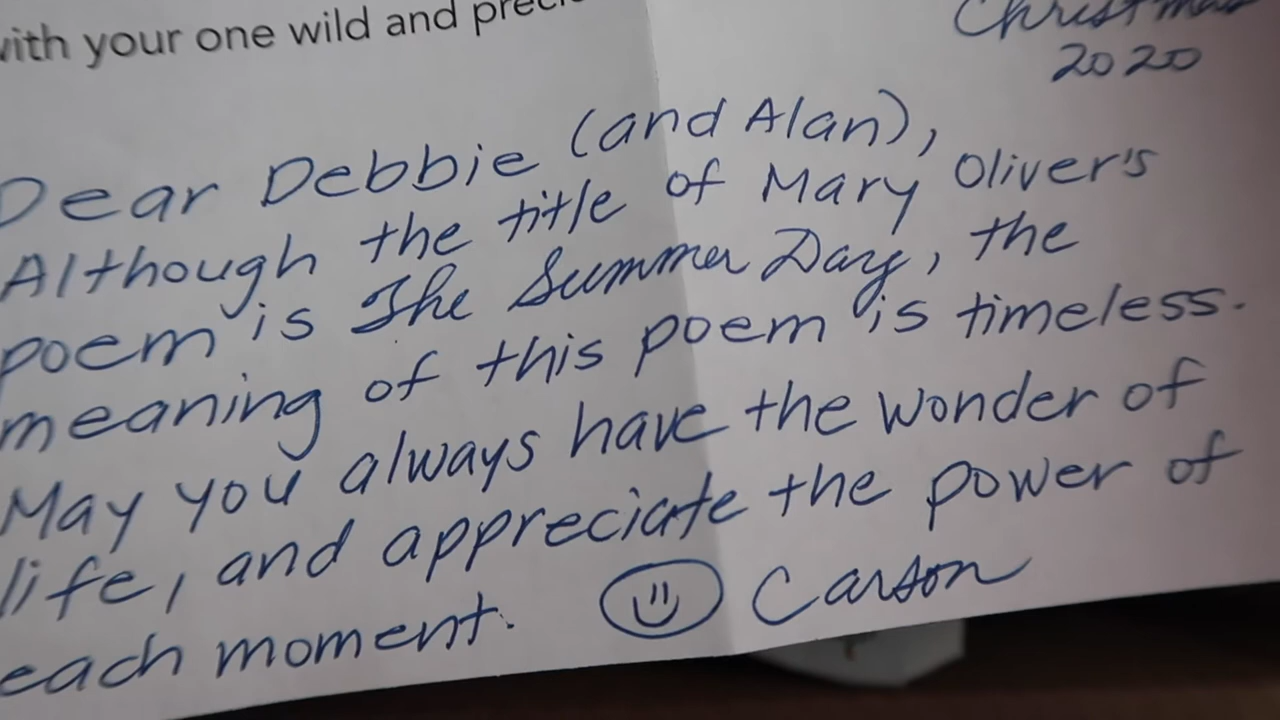 with your one wild and preci
Christmas
2020
Dear Debbie (and Alan),
Although the title of Mary Oliver's
poem is The Summer Day, the
meaning of this poem is timeless.
May you always have the wonder of
life, and appreciate the power of
each moment. Carson